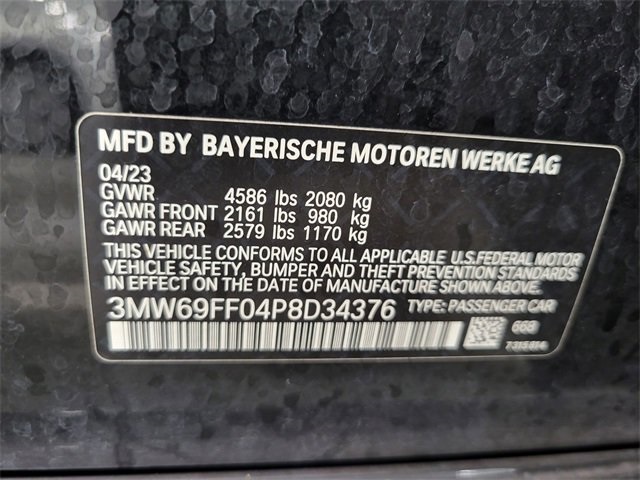 MFD BY BAYERISCHE MOTOREN WERKE AG
04/23
GVWR 4586 lbs 2080 kg
GAWR FRONT 2161 lbs 980 kg
GAWR REAR 2579 lbs 1170 kg
THIS VEHICLE CONFORMS TO ALL APPLICABLE U.S. FEDERAL MOTOR
VEHICLE SAFETY, BUMPER AND THEFT PREVENTION STANDARDS
IN EFFECT ON THE DATE OF MANUFACTURE SHOWN ABOVE.
3MW69FF04P8D34376 TYPE: PASSENGER CAR
668